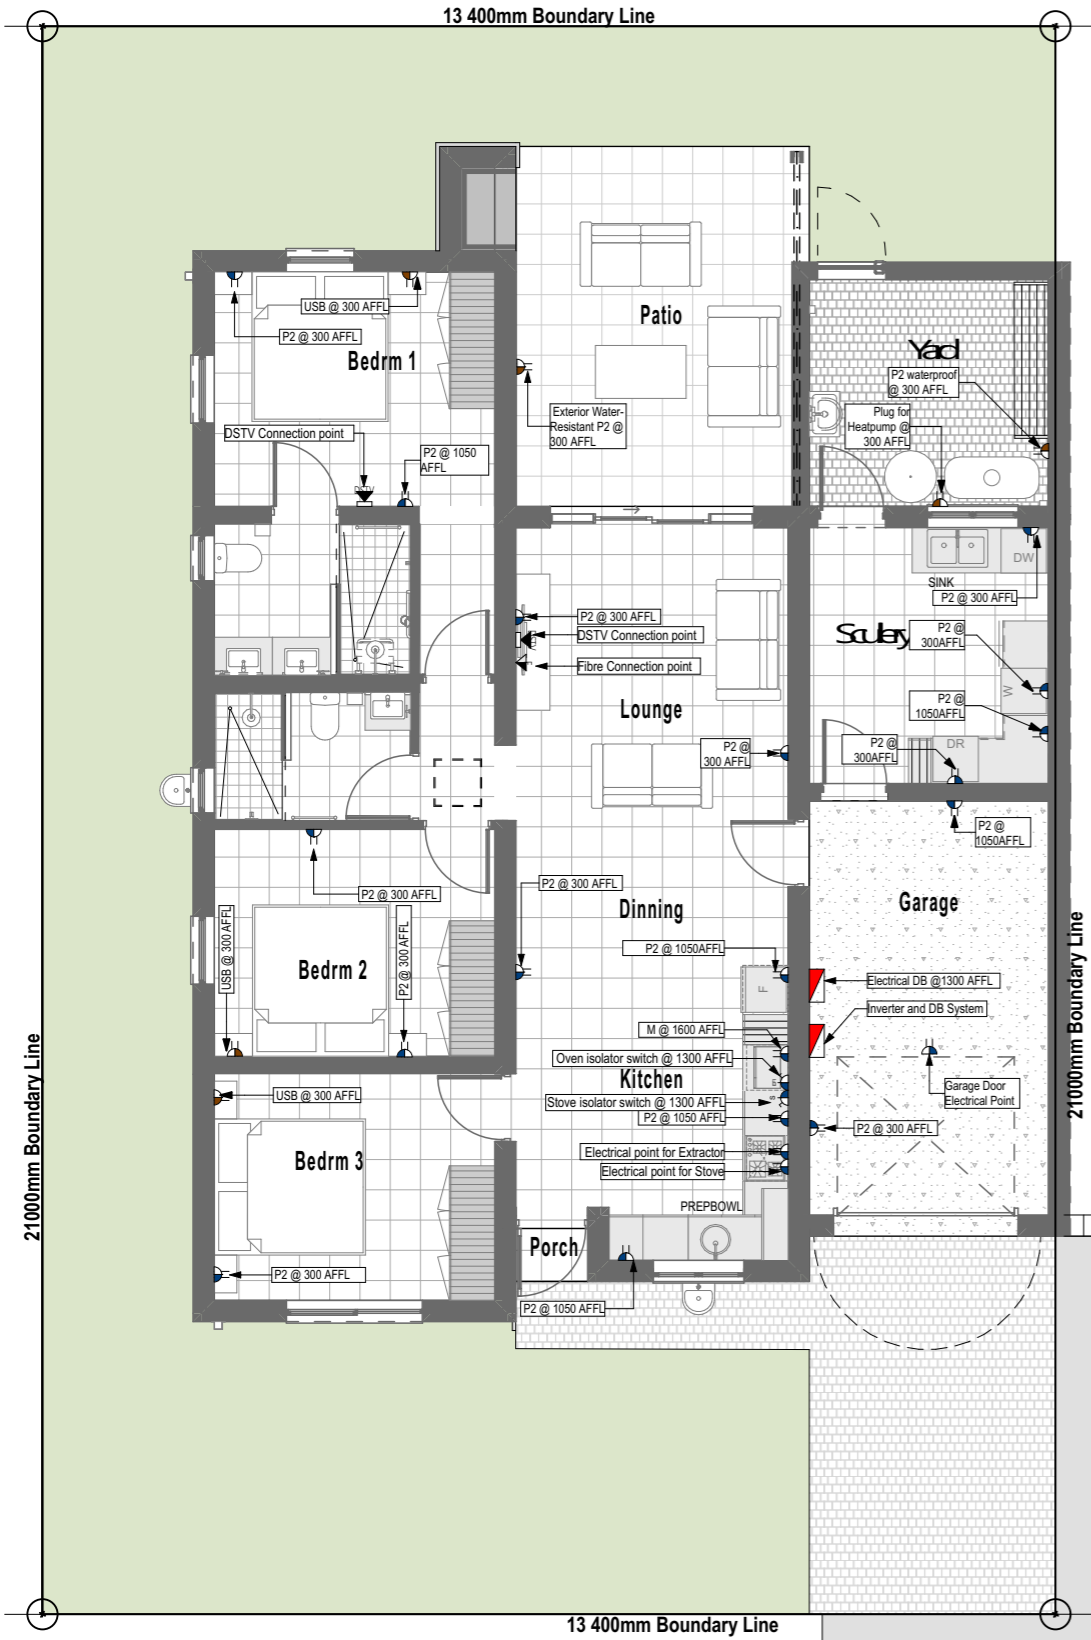 13 400mm Boundary Line
Patio
USB @ 300 AFFL
P2 @ 300 AFFL
Bedrm 1
Yad
P2 waterproof
@ 300 AFFL
Exterior Water-
Resistant P2 @
300 AFFL
Plug for
Heatpump @
300 AFFL
DSTV Connection point
P2 @ 1050
AFFL
DSTV
DW
SINK
P2 @ 300 AFFL
P2 @ 300 AFFL
DSTV Connection point
Fibre Connection point
Scullery
P2 @
300AFFL
W
P2 @
1050AFFL
Lounge
P2 @
300 AFFL
P2 @
300AFFL
DR
P2 @
1050AFFL
P2 @ 300 AFFL
P2 @ 300 AFFL
Dinning
Garage
USB @ 300 AFFL
P2 @ 300 AFFL
Bedrm 2
P2 @ 1050AFFL
F
Electrical DB @1300 AFFL
Inverter and DB System
M @ 1600 AFFL
Oven isolator switch @ 1300 AFFL
Kitchen
Stove isolator switch @ 1300 AFFL
P2 @ 1050 AFFL
Garage Door
Electrical Point
P2 @ 300 AFFL
USB @ 300 AFFL
Bedrm 3
Electrical point for Extractor
Electrical point for Stove
PREPBOWL
Porch
P2 @ 300 AFFL
P2 @ 1050 AFFL
210000mm Boundary Line
21000mm Boundary Line
13 400mm Boundary Line